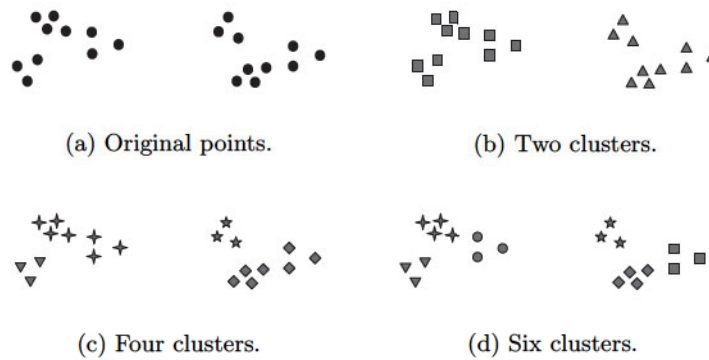 (a) Original points.
(b) Two clusters.
(c) Four clusters.
(d) Six clusters.